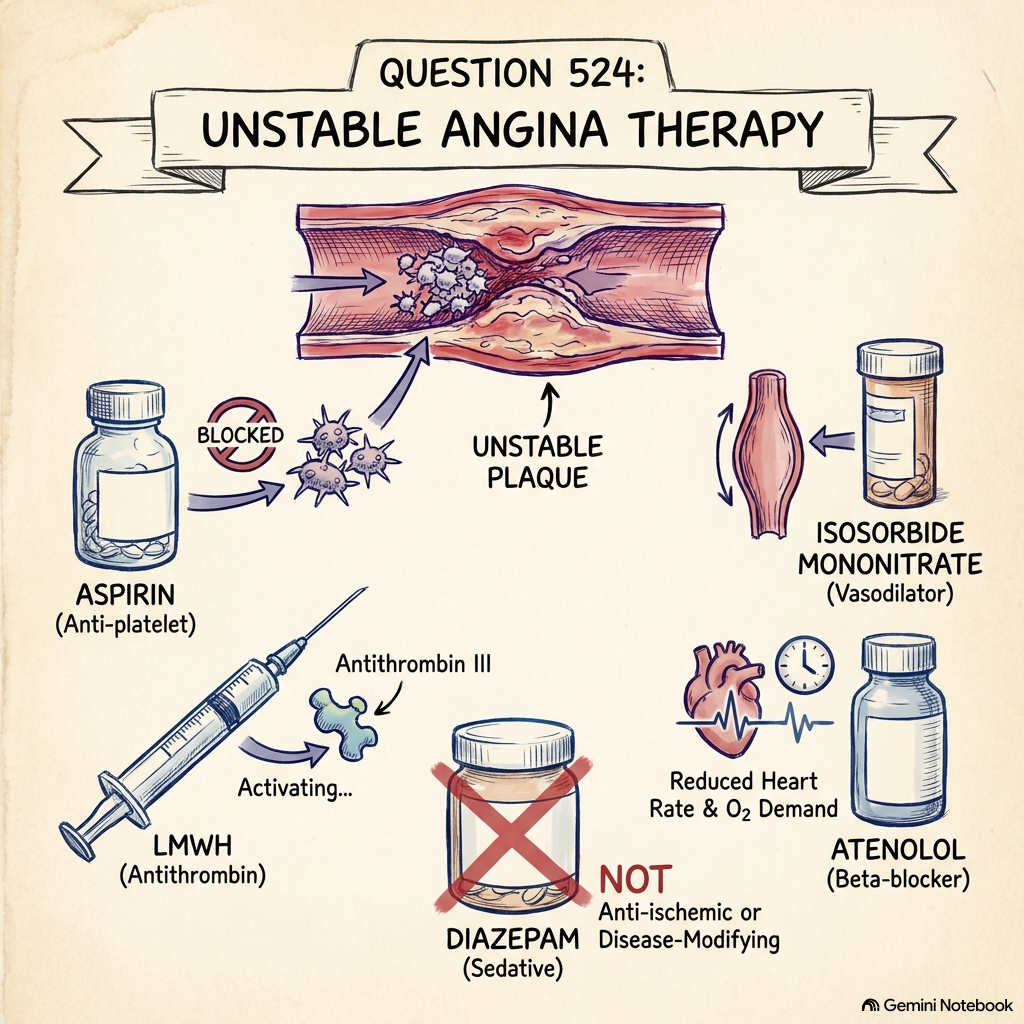 QUESTION 524:
UNSTABLE ANGINA THERAPY
BLOCKED
UNSTABLE
PLAQUE
ASPIRIN
(Anti-platelet)
ISOSORBIDE
MONONITRATE
(Vasodilator)
Antithrombin III
Activating...
LMWH
(Antithrombin)
Reduced Heart
Rate & O₂ Demand
ATENOLOL
(Beta-blocker)
DIAZEPAM
(Sedative)
NOT
Anti-ischemic or
Disease-Modifying
Gemini Notebook